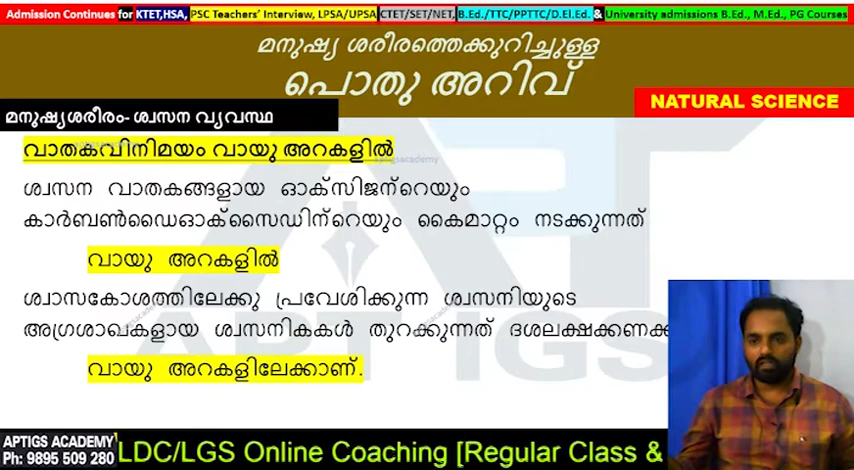 Admission Continues for KTET,HSA, PSC Teachers' Interview, LPSA/UPSA CTET/SET/NET, B.Ed./TTC/PPTTC/D.El.Ed. & University admissions B.Ed., M.Ed., PG Courses
മനുഷ്യ ശരീരത്തെക്കുറിച്ചുള്ള
പൊതു അറിവ്
NATURAL SCIENCE
മനുഷ്യശരീരം- ശ്വസന വ്യവസ്ഥ
വാതകവിനിമയം വായു അറകളിൽ
ശ്വസന വാതകങ്ങളായ ഓക്സിജന്റെയും
കാർബൺഡൈഓക്സൈഡിന്റെയും കൈമാറ്റം നടക്കുന്നത്
വായു അറകളിൽ
ശ്വാസകോശത്തിലേക്കു പ്രവേശിക്കുന്ന ശ്വസനിയുടെ
അഗ്രശാഖകളായ ശ്വസനികകൾ തുറക്കുന്നത് ദശലക്ഷക്കണക്ക
വായു അറകളിലേക്കാണ്.
APTIGS
APTIGS ACADEMY
Ph: 9895 509 280
LDC/LGS Online Coaching [Regular Class &